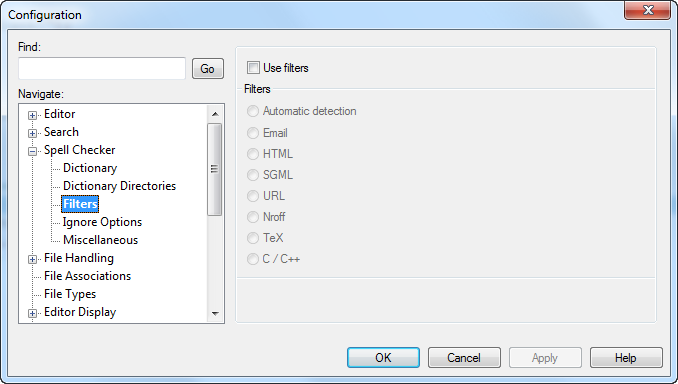 Configuration
Find:
Go
Navigate:
Editor
Search
Spell Checker
Dictionary
Dictionary Directories
Filters
Ignore Options
Miscellaneous
File Handling
File Associations
File Types
Editor Display
Use filters
Filters
Automatic detection
Email
HTML
SGML
URL
Nroff
TeX
C / C++
OK
Cancel
Apply
Help